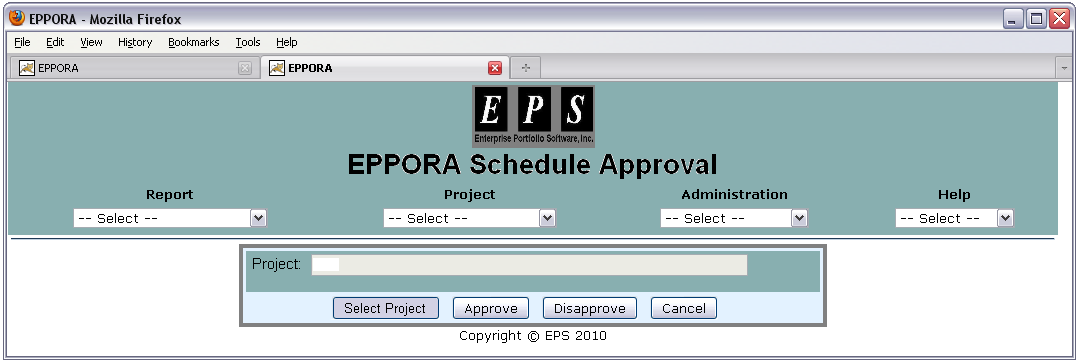 EPPORA - Mozilla Firefox
File Edit View History Bookmarks Tools Help
EPPORA EPPORA
E P S
Enterprise Portfolio Software, Inc.
EPPORA Schedule Approval
Report Project Administration Help
-- Select -- -- Select -- -- Select -- -- Select --
Project:
Select Project Approve Disapprove Cancel
Copyright © EPS 2010